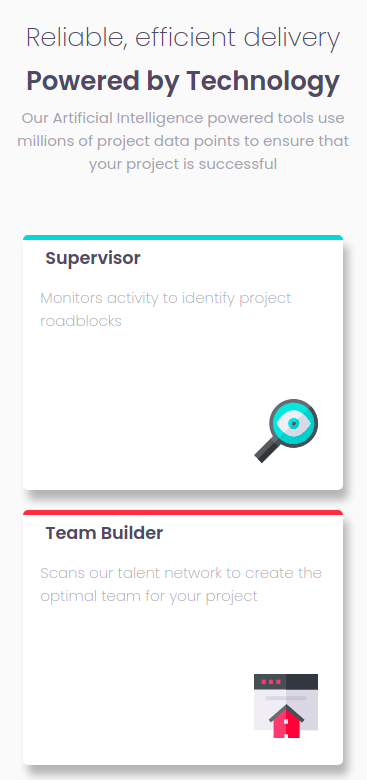 Reliable, efficient delivery
Powered by Technology
Our Artificial Intelligence powered tools use
millions of project data points to ensure that
your project is successful
Supervisor
Monitors activity to identify project
roadblocks
Team Builder
Scans our talent network to create the
optimal team for your project